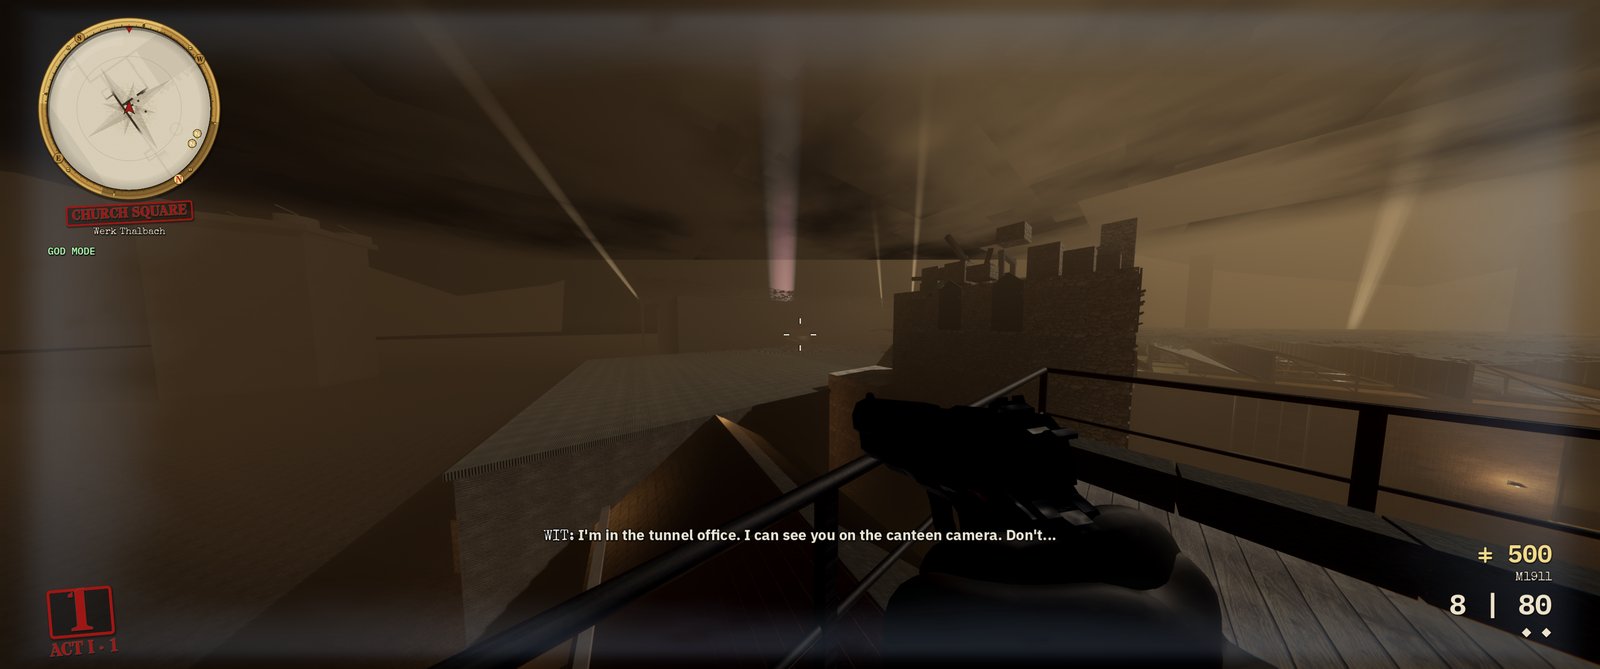 S
W
E
N
CHURCH SQUARE
Werk Thalbach
GOD MODE
WIT: I'm in the tunnel office. I can see you on the canteen camera. Don't...
500
M1911
8 | 80
1
ACT I - 1